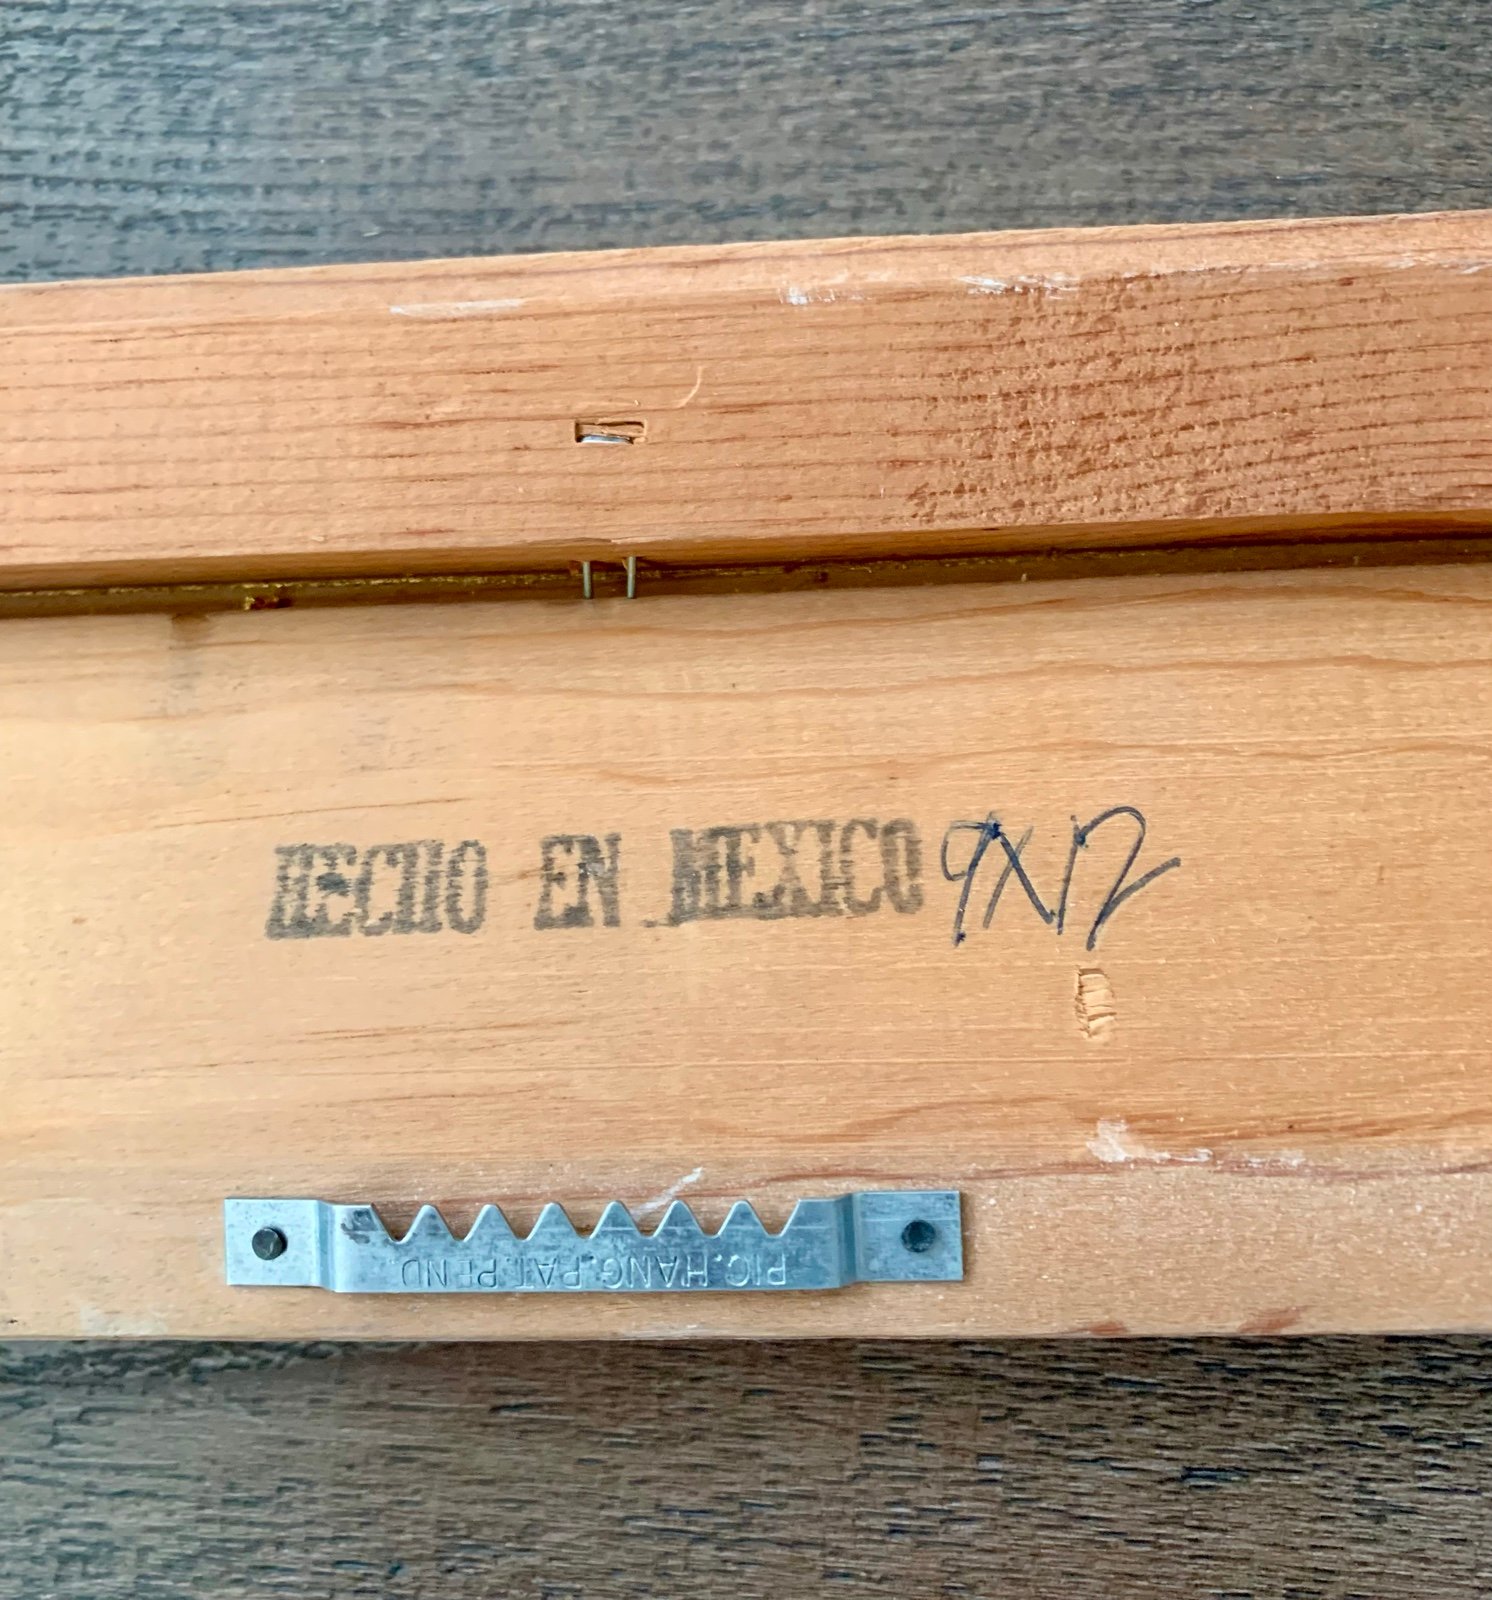 HECHO EN MEXICO 9X12
PIC. HANG. PAT. PEND.